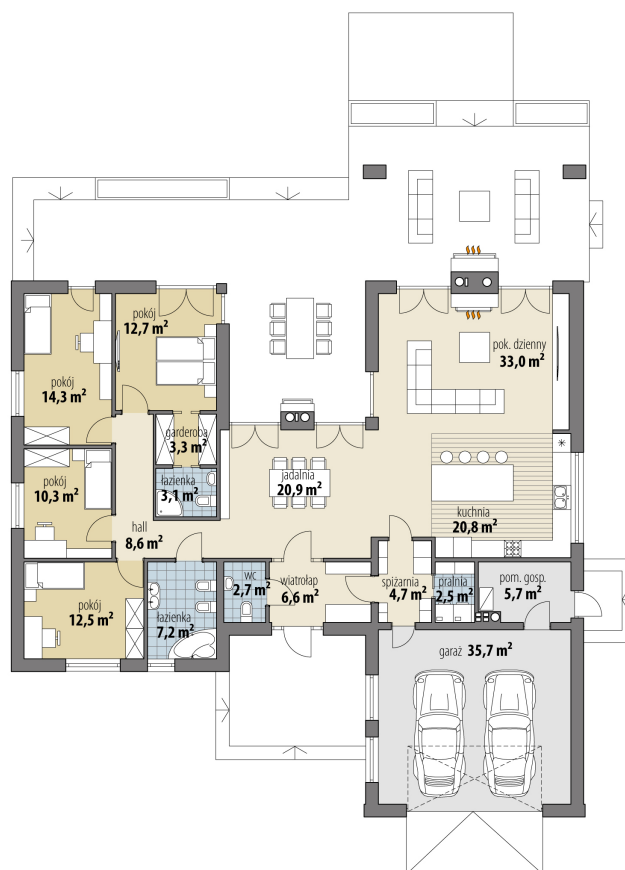 pokój
12,7 m²
pok. dzienny
33,0 m²
pokój
14,3 m²
garderoba
3,3 m²
łazienka
3,1 m²
jadalnia
20,9 m²
pokój
10,3 m²
kuchnia
20,8 m²
hall
8,6 m²
wc
2,7 m²
wiatrołap
6,6 m²
spiżarnia
4,7 m²
pralnia
2,5 m²
pom. gosp.
5,7 m²
pokój
12,5 m²
łazienka
7,2 m²
garaż 35,7 m²